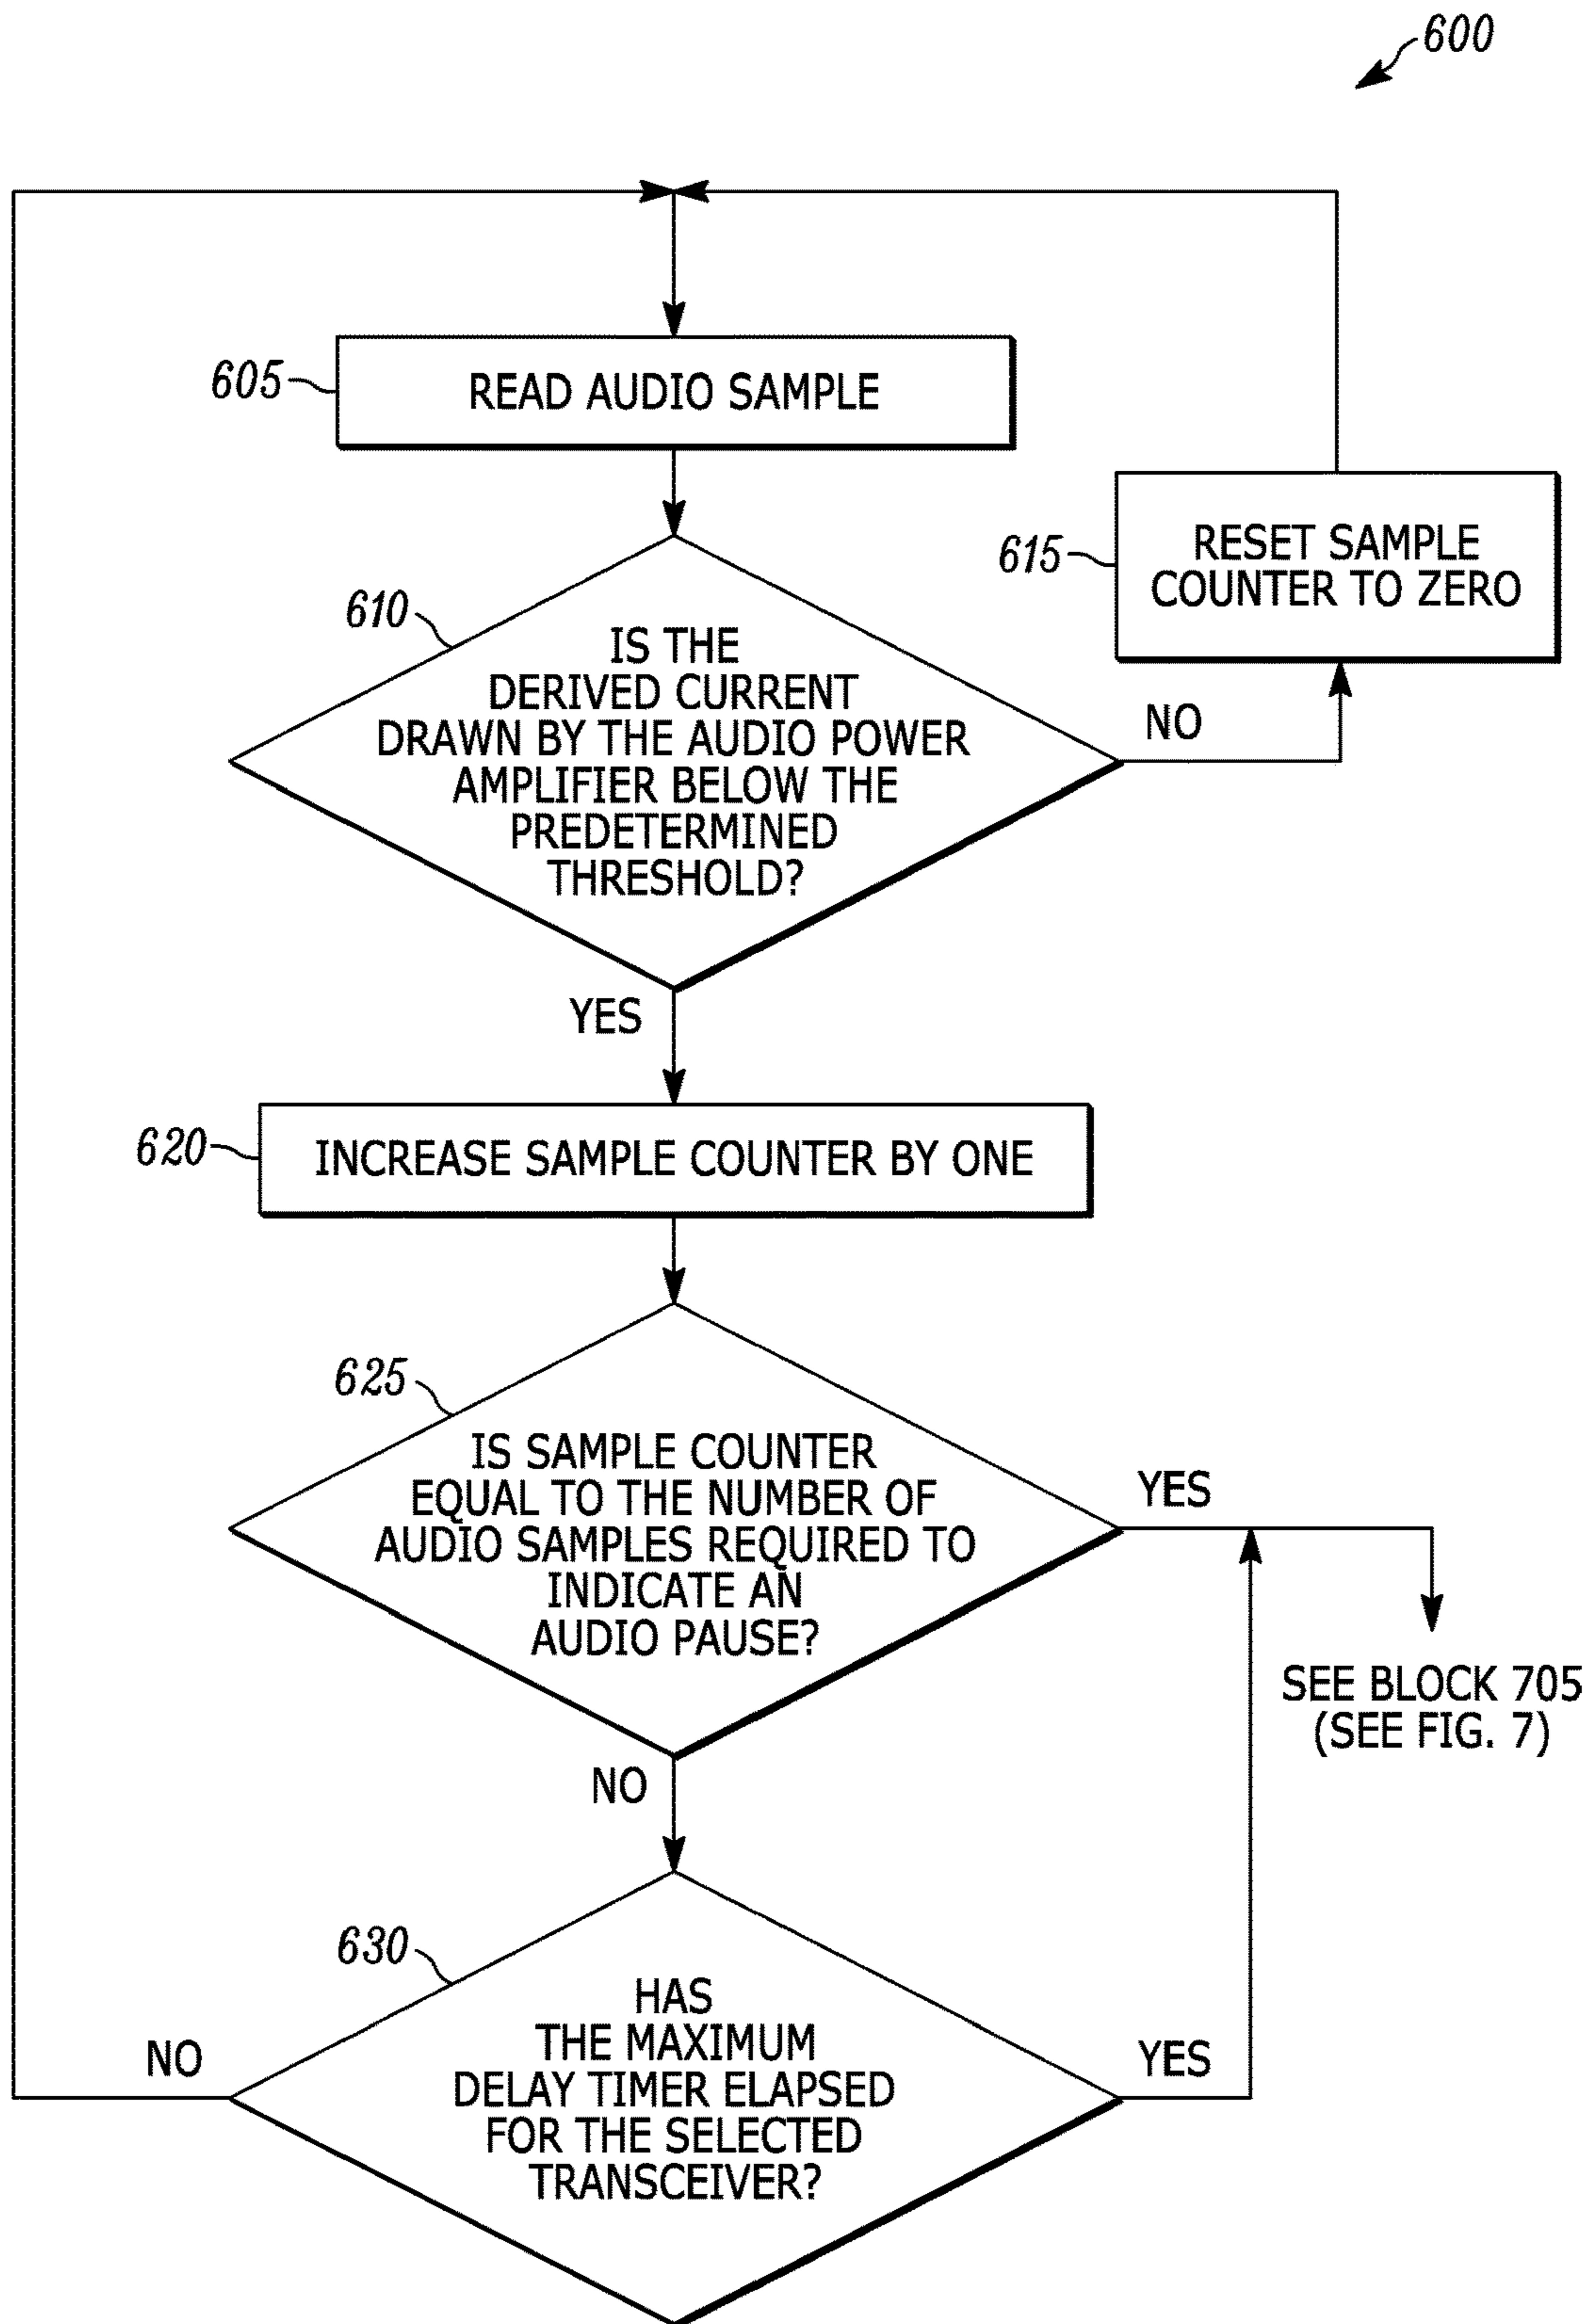 600
605
READ AUDIO SAMPLE
615
RESET SAMPLE
COUNTER TO ZERO
610
IS THE
DERIVED CURRENT
DRAWN BY THE AUDIO POWER
AMPLIFIER BELOW THE
PREDETERMINED
THRESHOLD?
NO
YES
620
INCREASE SAMPLE COUNTER BY ONE
625
IS SAMPLE COUNTER
EQUAL TO THE NUMBER OF
AUDIO SAMPLES REQUIRED TO
INDICATE AN
AUDIO PAUSE?
YES
SEE BLOCK 705
(SEE FIG. 7)
NO
630
HAS
THE MAXIMUM
DELAY TIMER ELAPSED
FOR THE SELECTED
TRANSCEIVER?
NO
YES